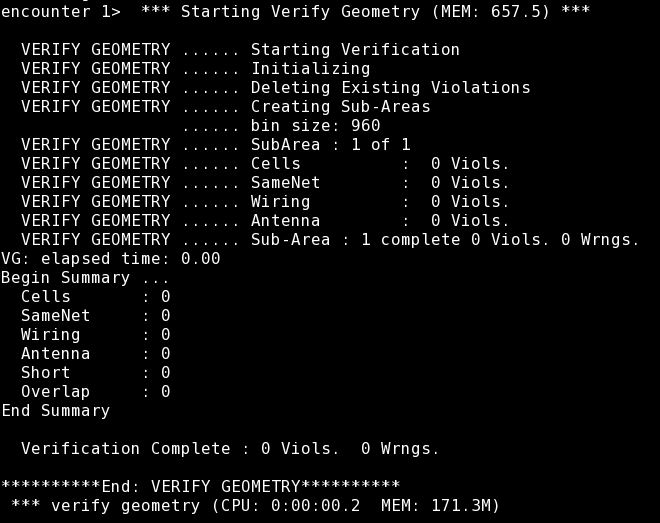 encounter 1>  *** Starting Verify Geometry (MEM: 657.5) ***
  VERIFY GEOMETRY ...... Starting Verification
  VERIFY GEOMETRY ...... Initializing
  VERIFY GEOMETRY ...... Deleting Existing Violations
  VERIFY GEOMETRY ...... Creating Sub-Areas
                  ...... bin size: 960
  VERIFY GEOMETRY ...... SubArea : 1 of 1
  VERIFY GEOMETRY ...... Cells          :  0 Viols.
  VERIFY GEOMETRY ...... SameNet        :  0 Viols.
  VERIFY GEOMETRY ...... Wiring         :  0 Viols.
  VERIFY GEOMETRY ...... Antenna        :  0 Viols.
  VERIFY GEOMETRY ...... Sub-Area : 1 complete 0 Viols. 0 Wrngs.
VG: elapsed time: 0.00
Begin Summary ...
  Cells       : 0
  SameNet     : 0
  Wiring      : 0
  Antenna     : 0
  Short       : 0
  Overlap     : 0
End Summary
  Verification Complete : 0 Viols.  0 Wrngs.
**********End: VERIFY GEOMETRY**********
 *** verify geometry (CPU: 0:00:00.2  MEM: 171.3M)